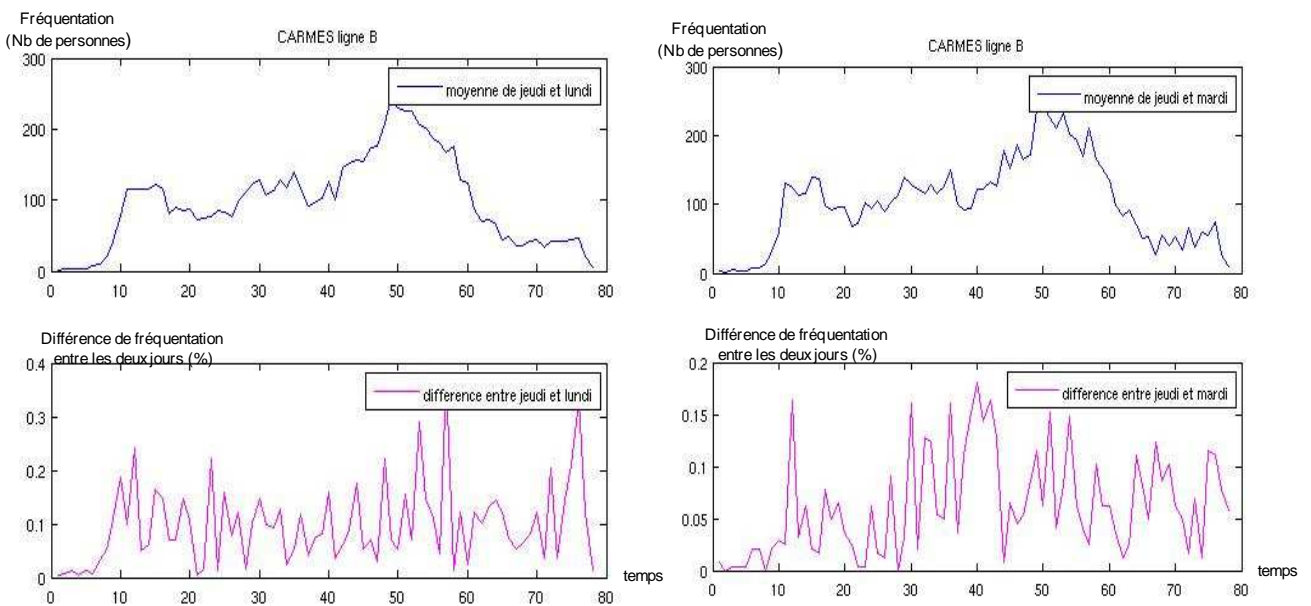 Fréquentation
(Nb de personnes)
CARMES ligne B
moyenne de jeudi et lundi
300
200
100
0
0 10 20 30 40 50 60 70 80
Fréquentation
(Nb de personnes)
CARMES ligne B
moyenne de jeudi et mardi
300
200
100
0
0 10 20 30 40 50 60 70 80
Différence de fréquentation
entre les deux jours (%)
difference entre jeudi et lundi
0.4
0.3
0.2
0.1
0
0 10 20 30 40 50 60 70 80
temps
Différence de fréquentation
entre les deux jours (%)
difference entre jeudi et mardi
0.2
0.15
0.1
0.05
0
0 10 20 30 40 50 60 70 80
temps